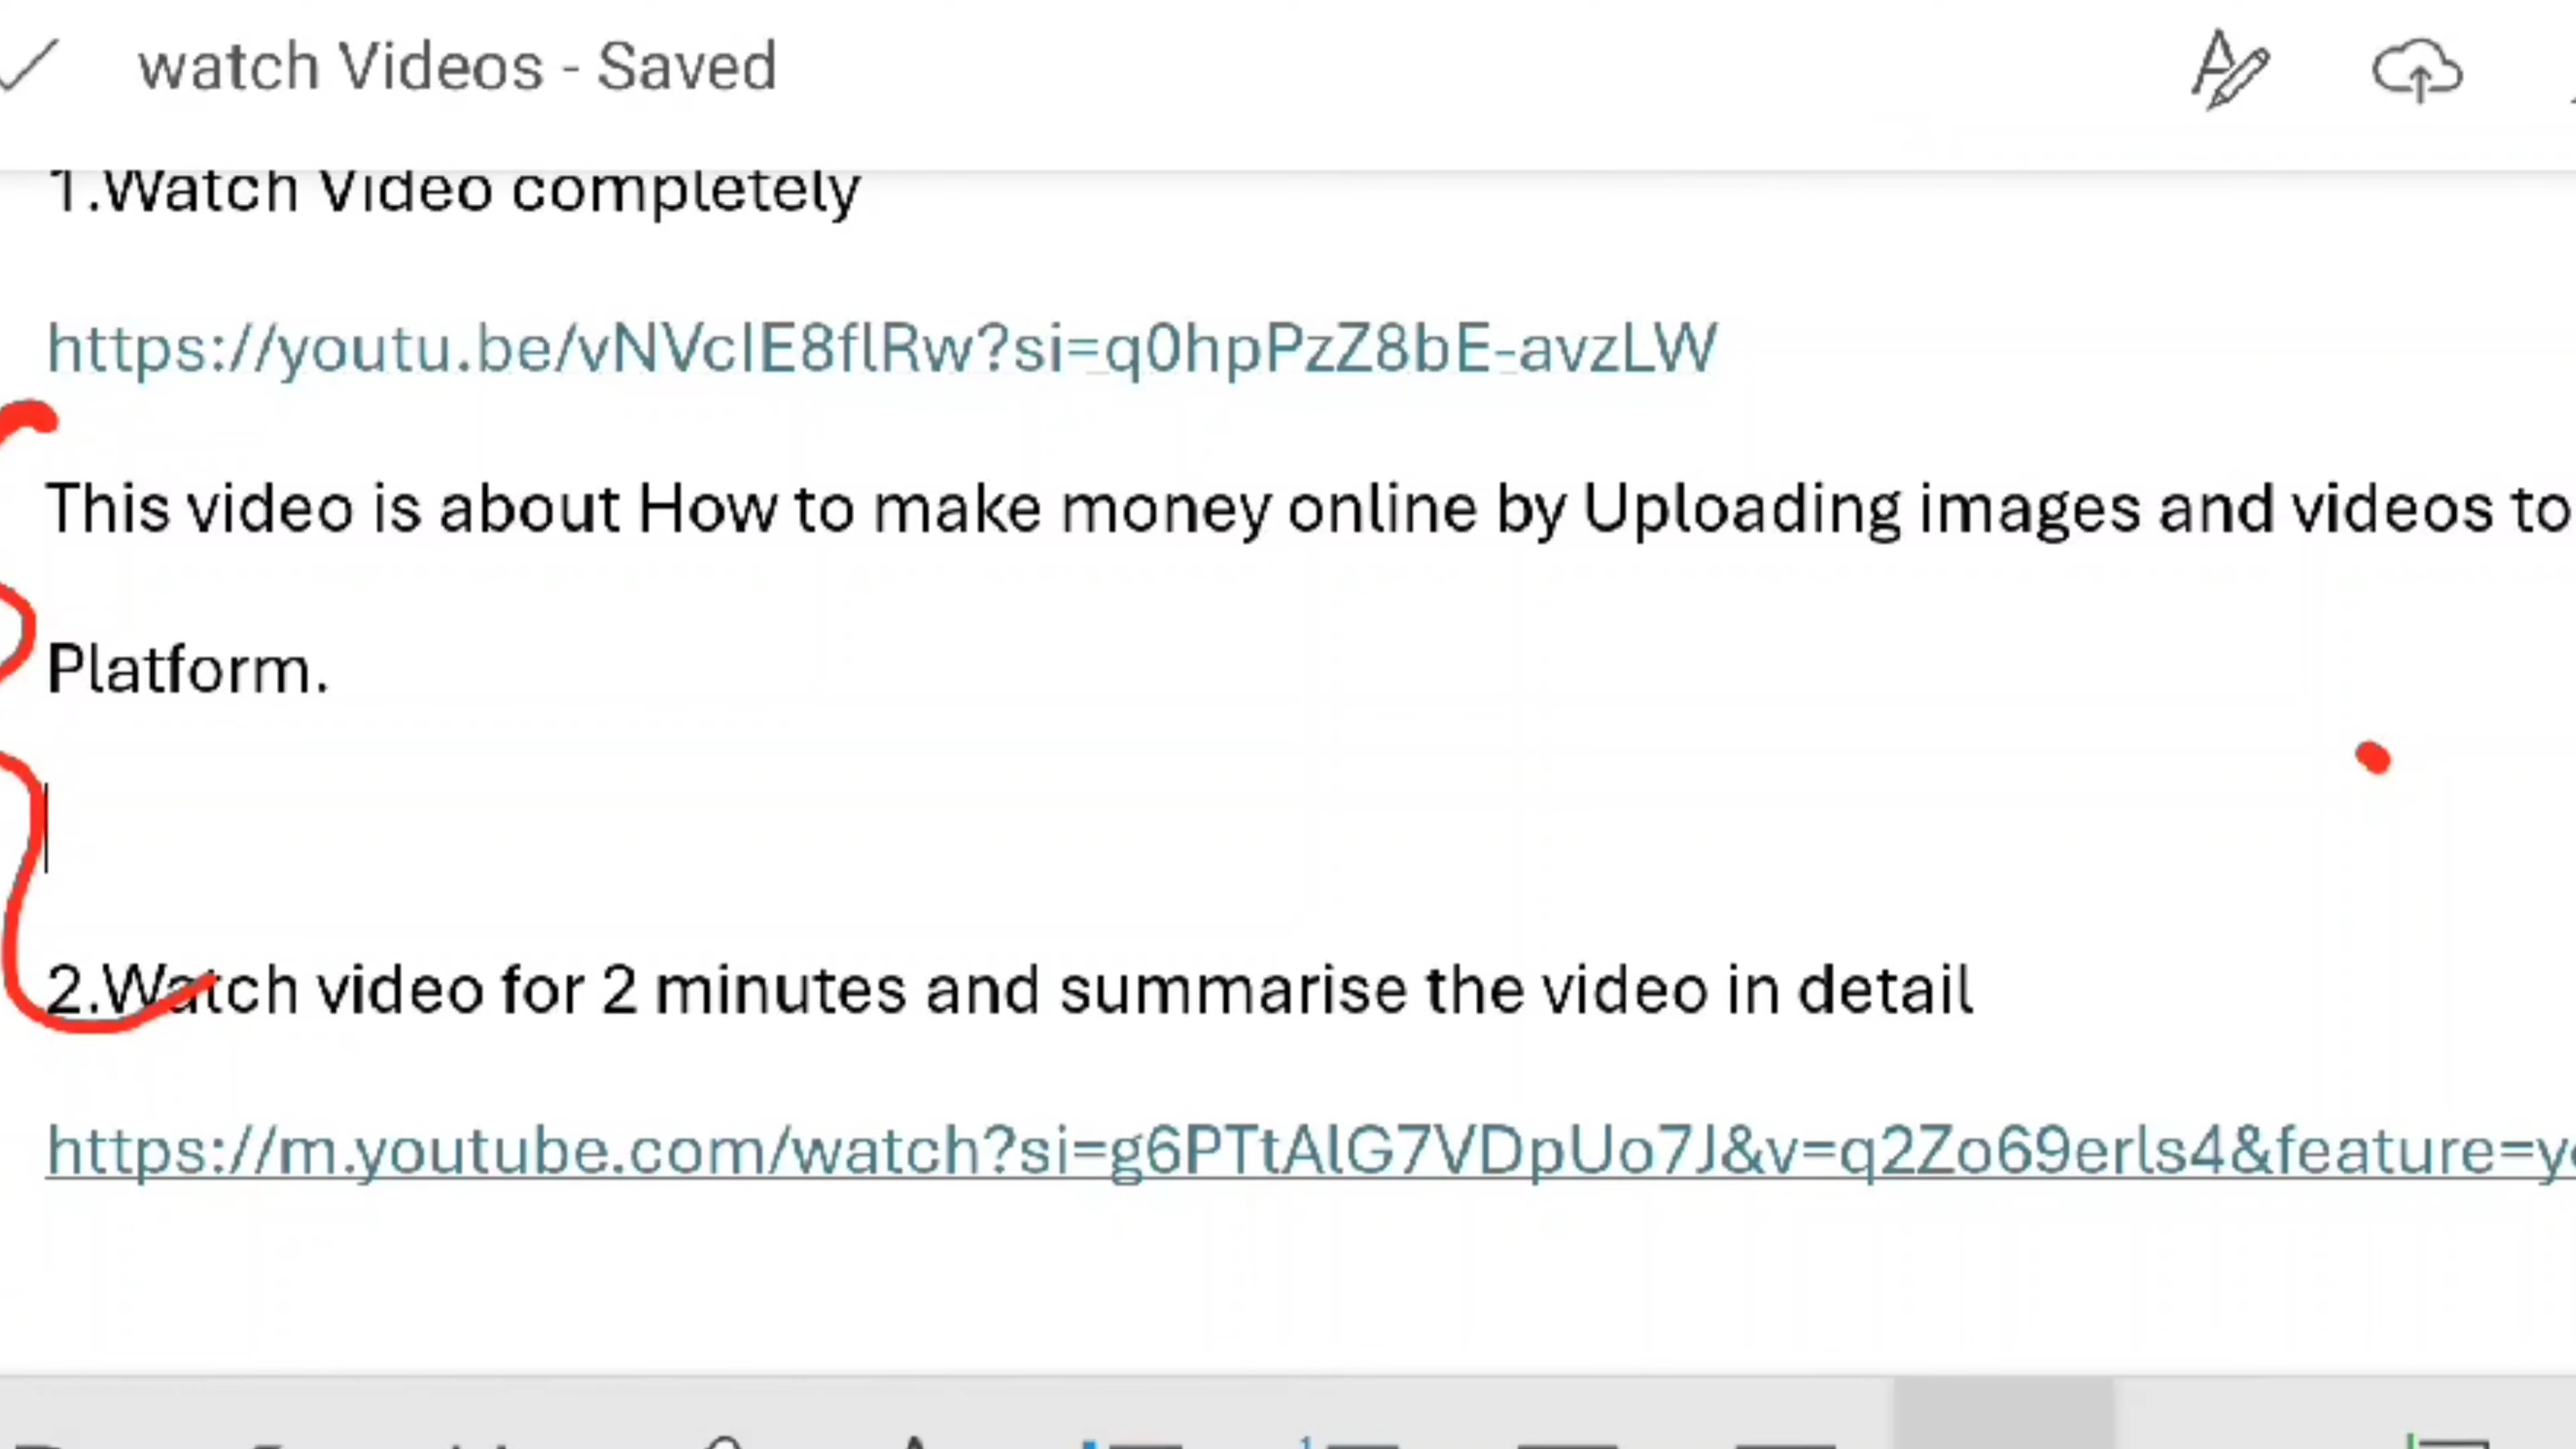 watch Videos - Saved
1.Watch Video completely
https://youtu.be/vNVcIE8flRw?si=q0hpPzZ8bE-avzLW
This video is about How to make money online by Uploading images and videos to
Platform.
2.Watch video for 2 minutes and summarise the video in detail
https://m.youtube.com/watch?si=g6PTtAlG7VDpUo7J&v=q2Zo69erls4&feature=y